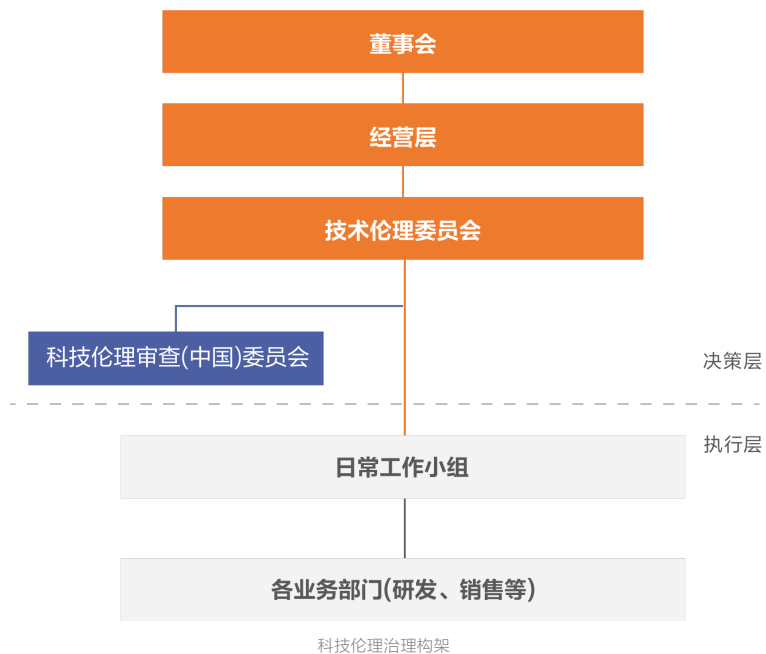 董事会
经营层
技术伦理委员会
科技伦理审查(中国)委员会
决策层
执行层
日常工作小组
各业务部门(研发、销售等)
科技伦理治理构架